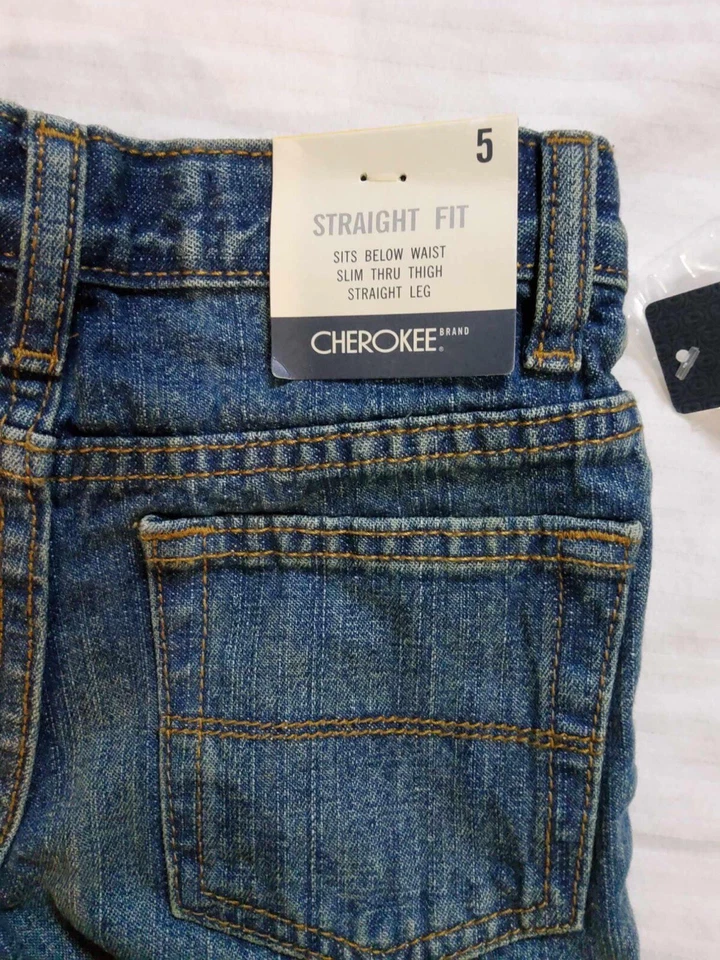 5
STRAIGHT FIT
SITS BELOW WAIST
SLIM THRU THIGH
STRAIGHT LEG
CHEROKEE® BRAND